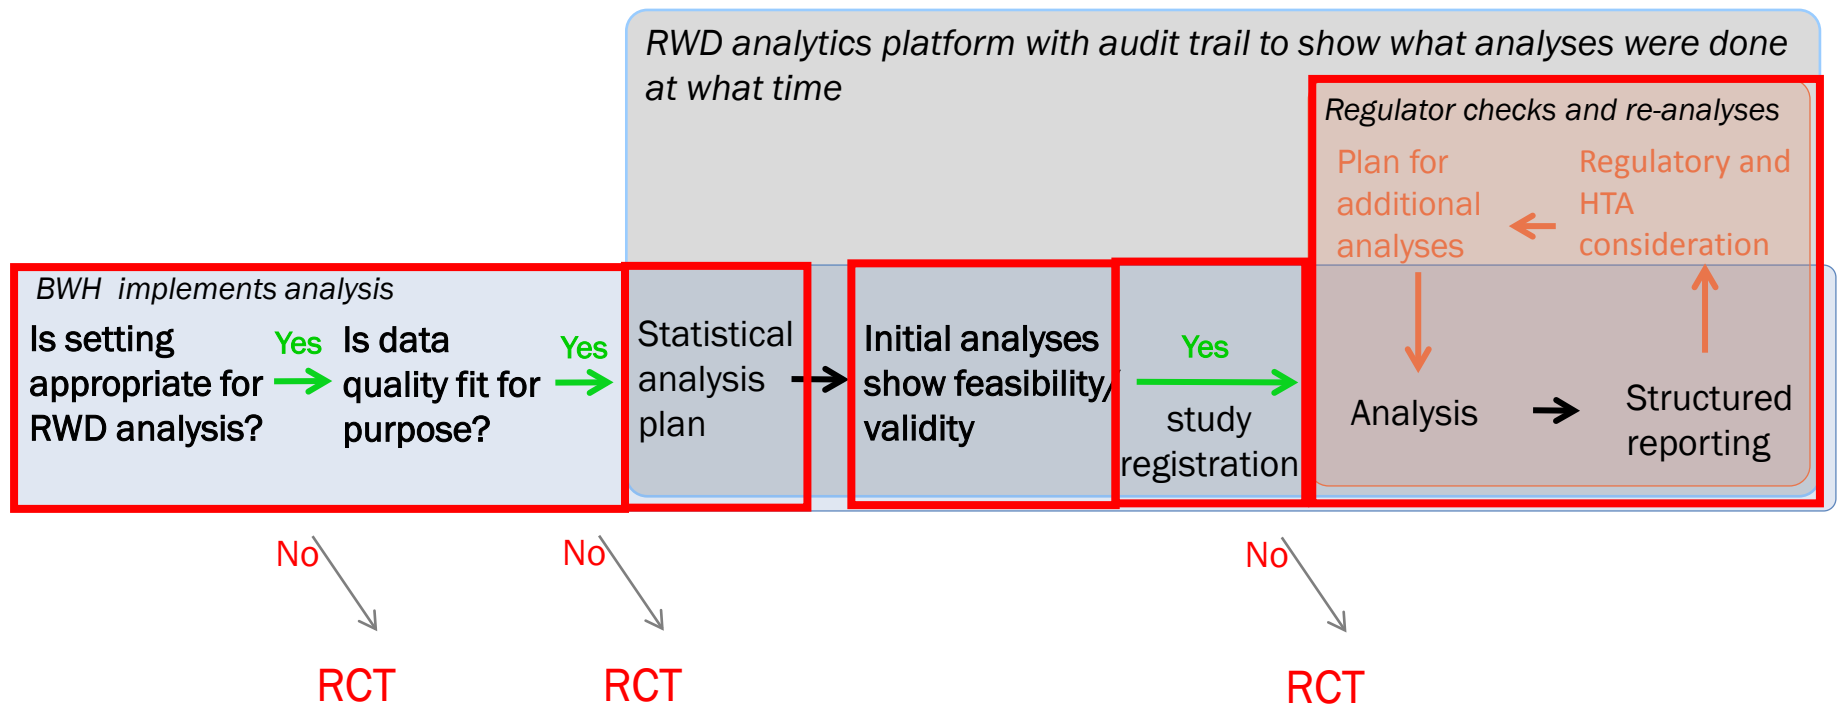 RWD analytics platform with audit trail to show what analyses were done
at what time
Regulator checks and re-analyses
Plan for
additional
analyses
Regulatory and
HTA
consideration
BWH implements analysis
Is setting
appropriate for
RWD analysis?
Yes
Is data
quality fit for
purpose?
Yes
Statistical
analysis
plan
Initial analyses
show feasibility/
validity
Yes
study
registration
Analysis
Structured
reporting
No
RCT
No
RCT
No
RCT